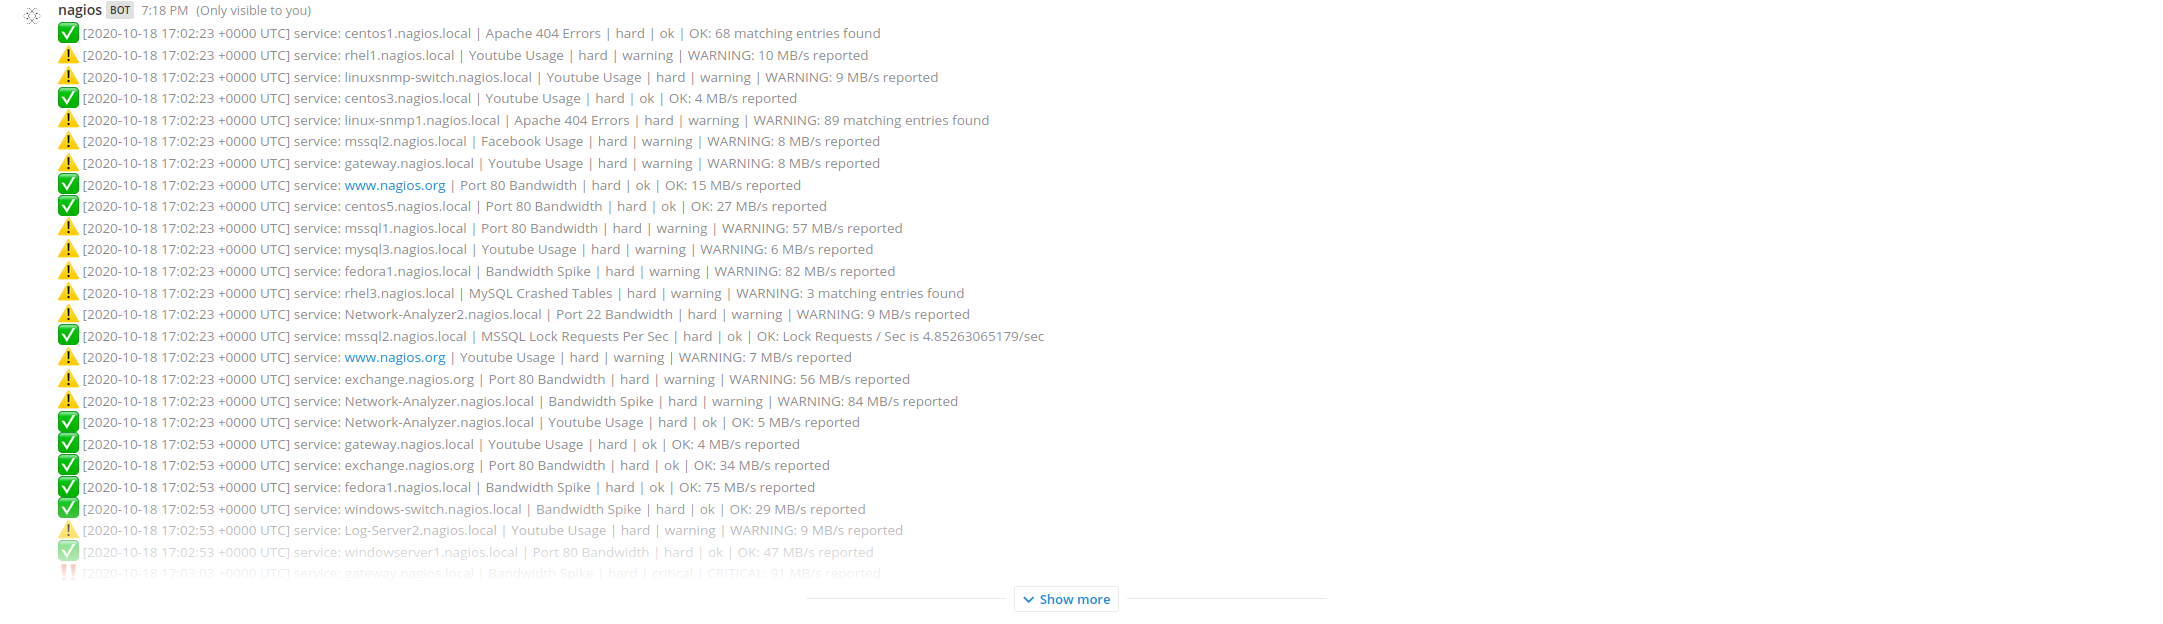 nagios BOT 7:18 PM (Only visible to you)
[2020-10-18 17:02:23 +0000 UTC] service: centos1.nagios.local | Apache 404 Errors | hard | ok | OK: 68 matching entries found
[2020-10-18 17:02:23 +0000 UTC] service: rhel1.nagios.local | Youtube Usage | hard | warning | WARNING: 10 MB/s reported
[2020-10-18 17:02:23 +0000 UTC] service: linuxsnmp-switch.nagios.local | Youtube Usage | hard | warning | WARNING: 9 MB/s reported
[2020-10-18 17:02:23 +0000 UTC] service: centos3.nagios.local | Youtube Usage | hard | ok | OK: 4 MB/s reported
[2020-10-18 17:02:23 +0000 UTC] service: linux-snmp1.nagios.local | Apache 404 Errors | hard | warning | WARNING: 89 matching entries found
[2020-10-18 17:02:23 +0000 UTC] service: mssql2.nagios.local | Facebook Usage | hard | warning | WARNING: 8 MB/s reported
[2020-10-18 17:02:23 +0000 UTC] service: gateway.nagios.local | Youtube Usage | hard | warning | WARNING: 8 MB/s reported
[2020-10-18 17:02:23 +0000 UTC] service: www.nagios.org | Port 80 Bandwidth | hard | ok | OK: 15 MB/s reported
[2020-10-18 17:02:23 +0000 UTC] service: centos5.nagios.local | Port 80 Bandwidth | hard | ok | OK: 27 MB/s reported
[2020-10-18 17:02:23 +0000 UTC] service: mssql1.nagios.local | Port 80 Bandwidth | hard | warning | WARNING: 57 MB/s reported
[2020-10-18 17:02:23 +0000 UTC] service: mysql3.nagios.local | Youtube Usage | hard | warning | WARNING: 6 MB/s reported
[2020-10-18 17:02:23 +0000 UTC] service: fedora1.nagios.local | Bandwidth Spike | hard | warning | WARNING: 82 MB/s reported
[2020-10-18 17:02:23 +0000 UTC] service: rhel3.nagios.local | MySQL Crashed Tables | hard | warning | WARNING: 3 matching entries found
[2020-10-18 17:02:23 +0000 UTC] service: Network-Analyzer2.nagios.local | Port 22 Bandwidth | hard | warning | WARNING: 9 MB/s reported
[2020-10-18 17:02:23 +0000 UTC] service: mssql2.nagios.local | MSSQL Lock Requests Per Sec | hard | ok | OK: Lock Requests / Sec is 4.85263065179/sec
[2020-10-18 17:02:23 +0000 UTC] service: www.nagios.org | Youtube Usage | hard | warning | WARNING: 7 MB/s reported
[2020-10-18 17:02:23 +0000 UTC] service: exchange.nagios.org | Port 80 Bandwidth | hard | warning | WARNING: 56 MB/s reported
[2020-10-18 17:02:23 +0000 UTC] service: Network-Analyzer.nagios.local | Bandwidth Spike | hard | warning | WARNING: 84 MB/s reported
[2020-10-18 17:02:23 +0000 UTC] service: Network-Analyzer.nagios.local | Youtube Usage | hard | ok | OK: 5 MB/s reported
[2020-10-18 17:02:53 +0000 UTC] service: gateway.nagios.local | Youtube Usage | hard | ok | OK: 4 MB/s reported
[2020-10-18 17:02:53 +0000 UTC] service: exchange.nagios.org | Port 80 Bandwidth | hard | ok | OK: 34 MB/s reported
[2020-10-18 17:02:53 +0000 UTC] service: fedora1.nagios.local | Bandwidth Spike | hard | ok | OK: 75 MB/s reported
[2020-10-18 17:02:53 +0000 UTC] service: windows-switch.nagios.local | Bandwidth Spike | hard | ok | OK: 29 MB/s reported
[2020-10-18 17:02:53 +0000 UTC] service: Log-Server2.nagios.local | Youtube Usage | hard | warning | WARNING: 9 MB/s reported
[2020-10-18 17:02:53 +0000 UTC] service: windowserver1.nagios.local | Port 80 Bandwidth | hard | ok | OK: 47 MB/s reported
[2020-10-18 17:03:03 +0000 UTC] service: gateway.nagios.local | Bandwidth Spike | hard | critical | CRITICAL: 91 MB/s reported
Show more